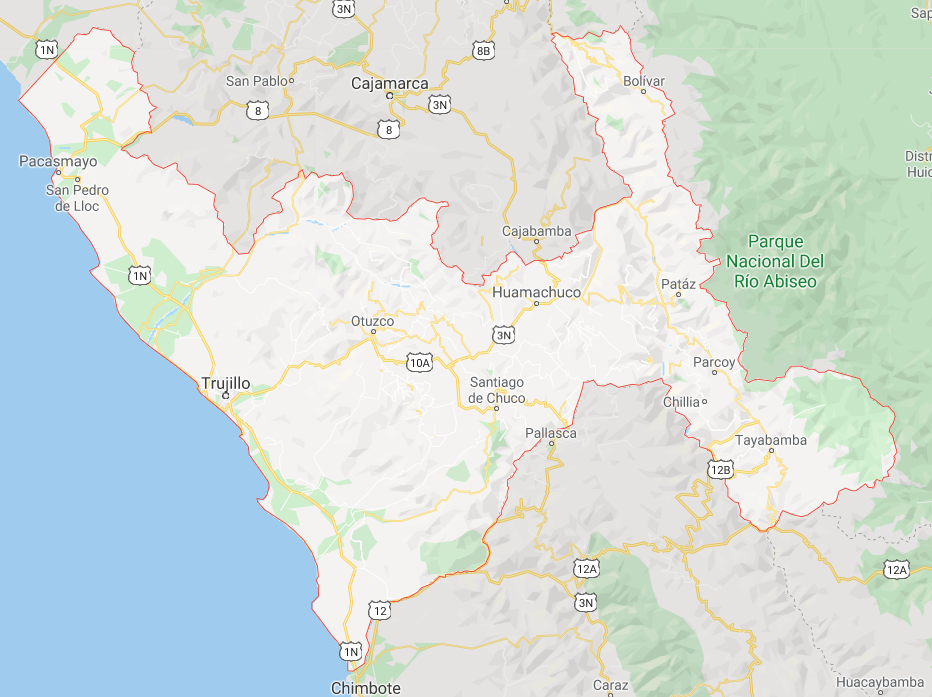 3N
Sap
1N
8B
San Pablo
Cajamarca
Bolívar
3N
8
8
Pacasmayo
San Pedro
de Lloc
Distr
Huic
Cajabamba
Parque
Nacional Del
Río Abiseo
1N
Patáz
Huamachuco
Otuzco
3N
10A
Parcoy
Trujillo
Santiago
de Chuco
Chillia
Pallasca
Tayabamba
12B
12A
12A
3N
12
1N
Chimbote
Caraz
Huacaybamba